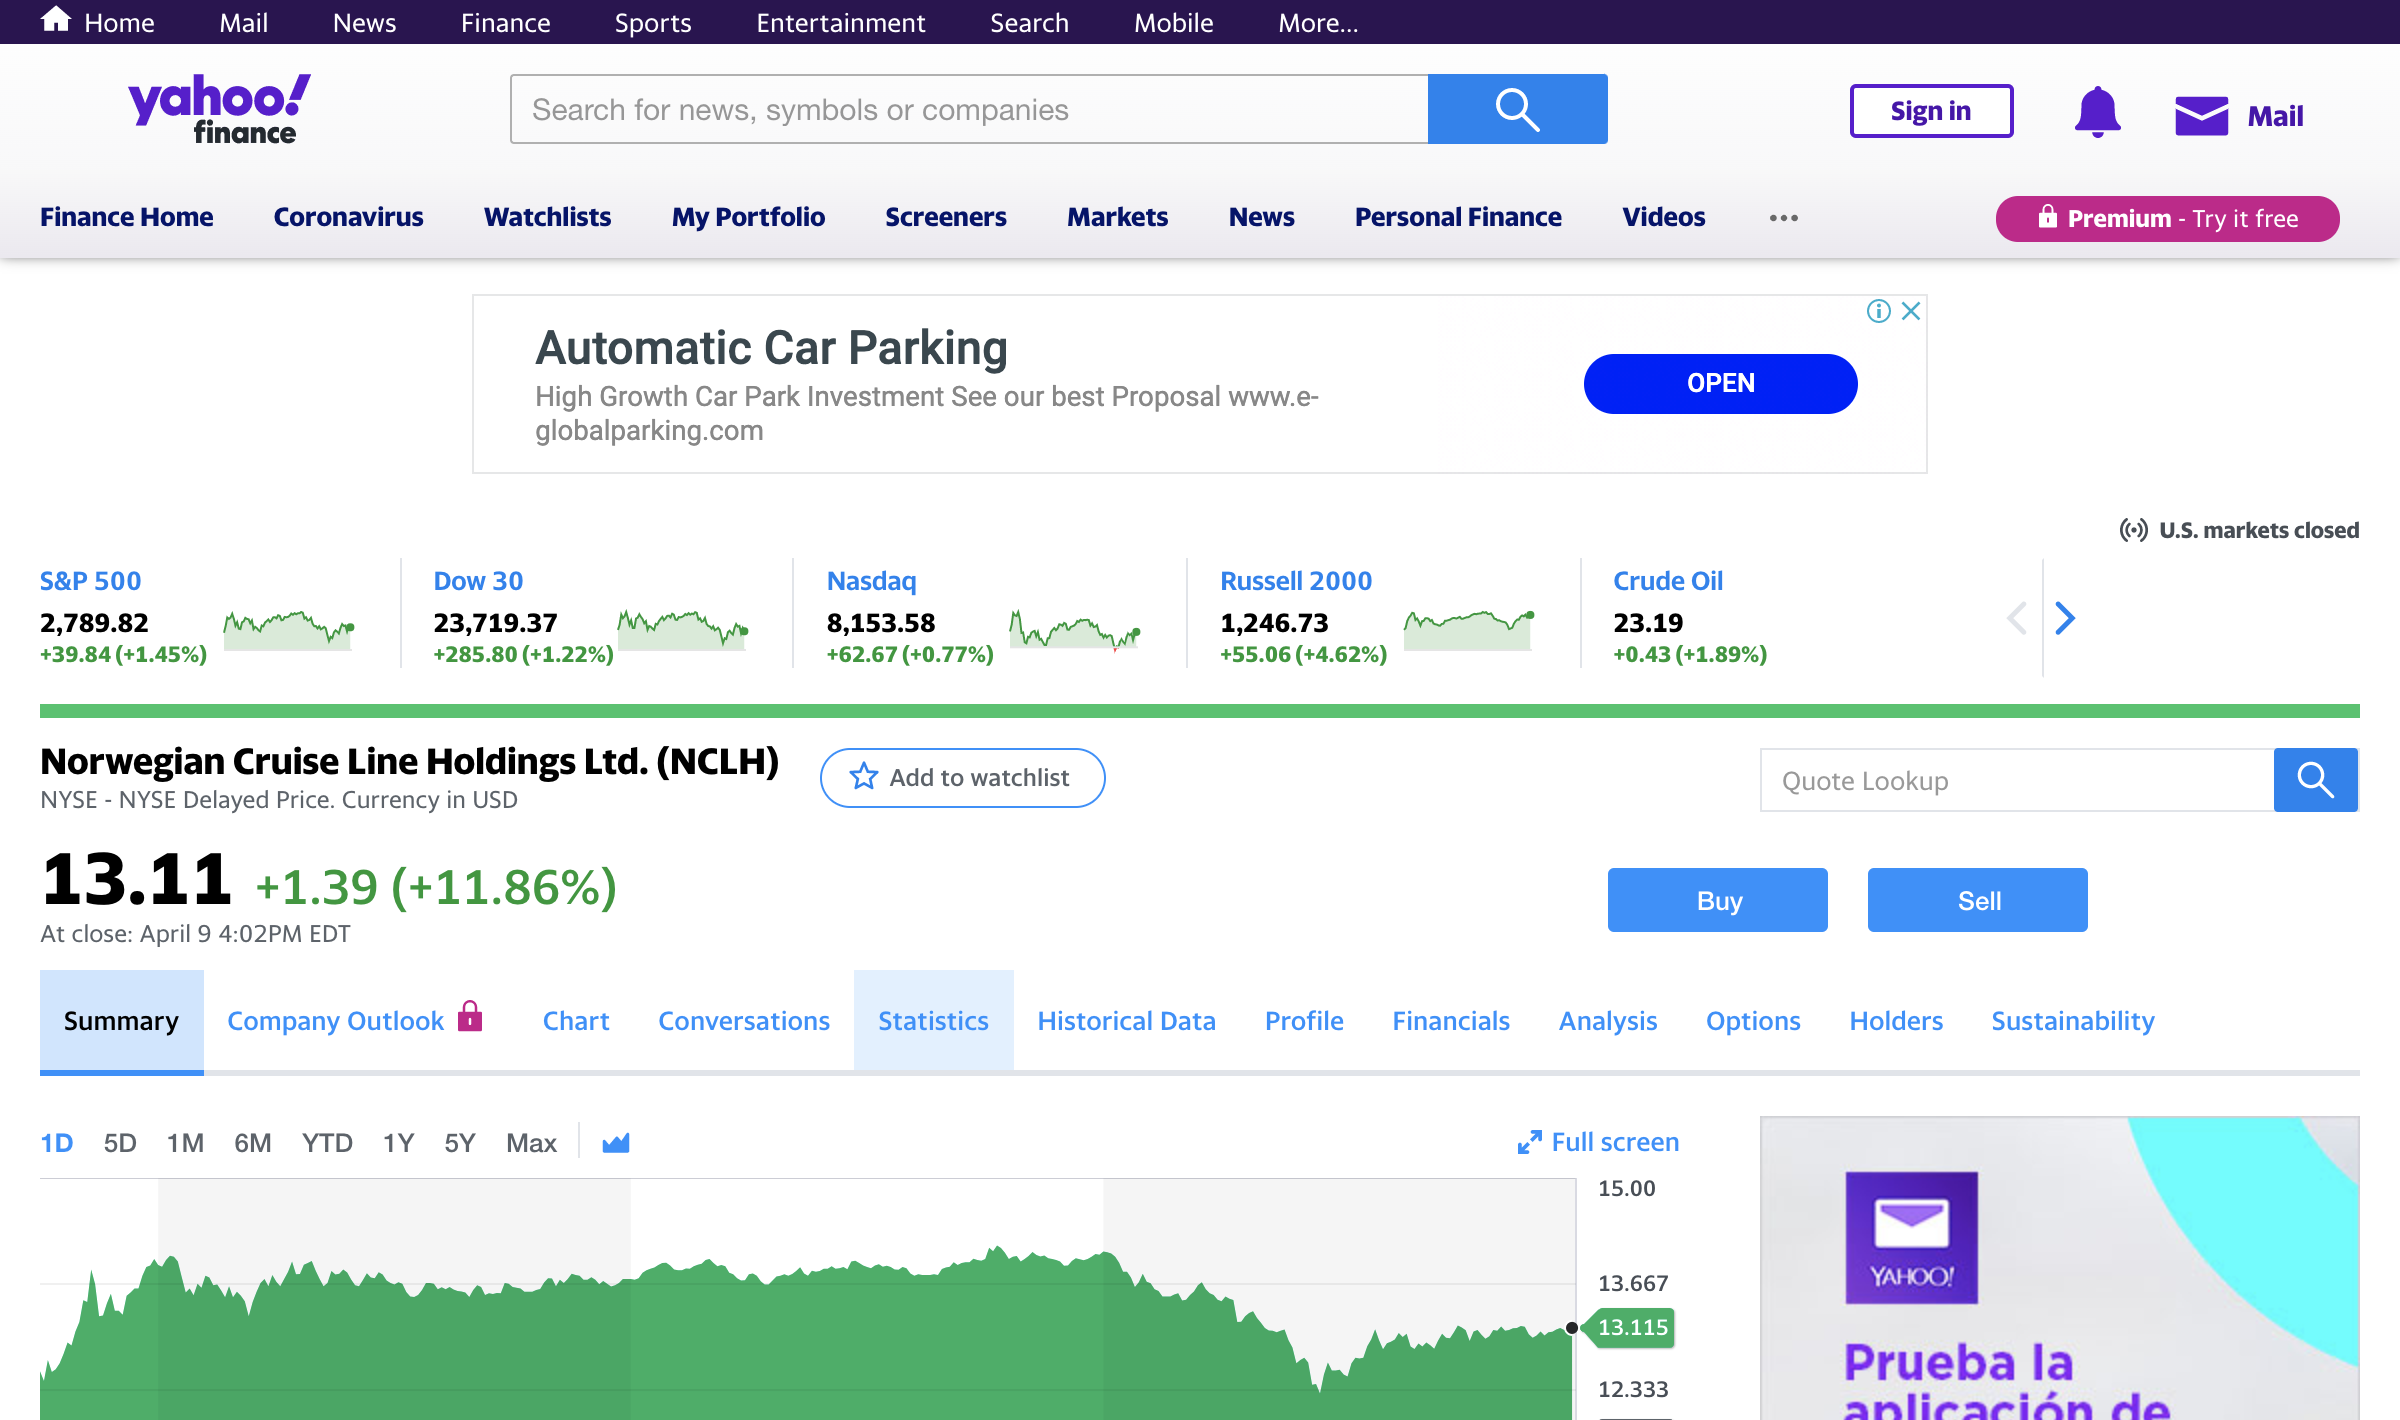 Home Mail News Finance Sports Entertainment Search Mobile More...
yahoo!
finance
Search for news, symbols or companies
Sign in
Mail
Finance Home Coronavirus Watchlists My Portfolio Screeners Markets News Personal Finance Videos ••• Premium - Try it free
Automatic Car Parking
High Growth Car Park Investment See our best Proposal www.e-
globalparking.com
OPEN
U.S. markets closed
S&P 500
2,789.82
+39.84 (+1.45%)
Dow 30
23,719.37
+285.80 (+1.22%)
Nasdaq
8,153.58
+62.67 (+0.77%)
Russell 2000
1,246.73
+55.06 (+4.62%)
Crude Oil
23.19
+0.43 (+1.89%)
Norwegian Cruise Line Holdings Ltd. (NCLH)
NYSE - NYSE Delayed Price. Currency in USD
Add to watchlist
Quote Lookup
13.11 +1.39 (+11.86%)
At close: April 9 4:02PM EDT
Buy
Sell
Summary Company Outlook Chart Conversations Statistics Historical Data Profile Financials Analysis Options Holders Sustainability
1D 5D 1M 6M YTD 1Y 5Y Max
Full screen
15.00
13.667
13.115
12.333
YAHOO!
Prueba la
aplicación de